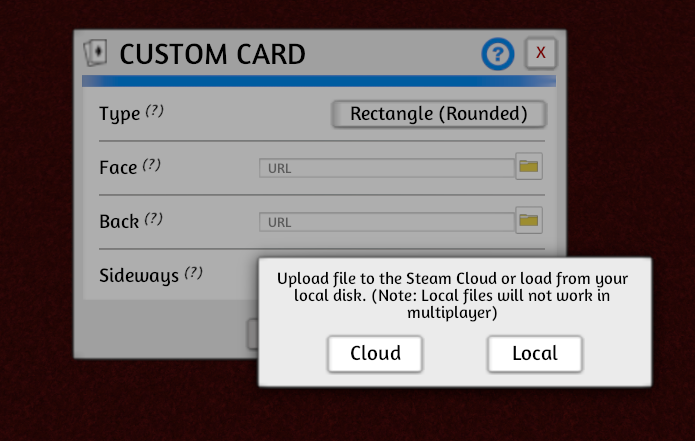 CUSTOM CARD
?
X
Type (?)
Rectangle (Rounded)
Face (?)
URL
Back (?)
URL
Sideways (?)
Upload file to the Steam Cloud or load from your
local disk. (Note: Local files will not work in
multiplayer)
Cloud
Local